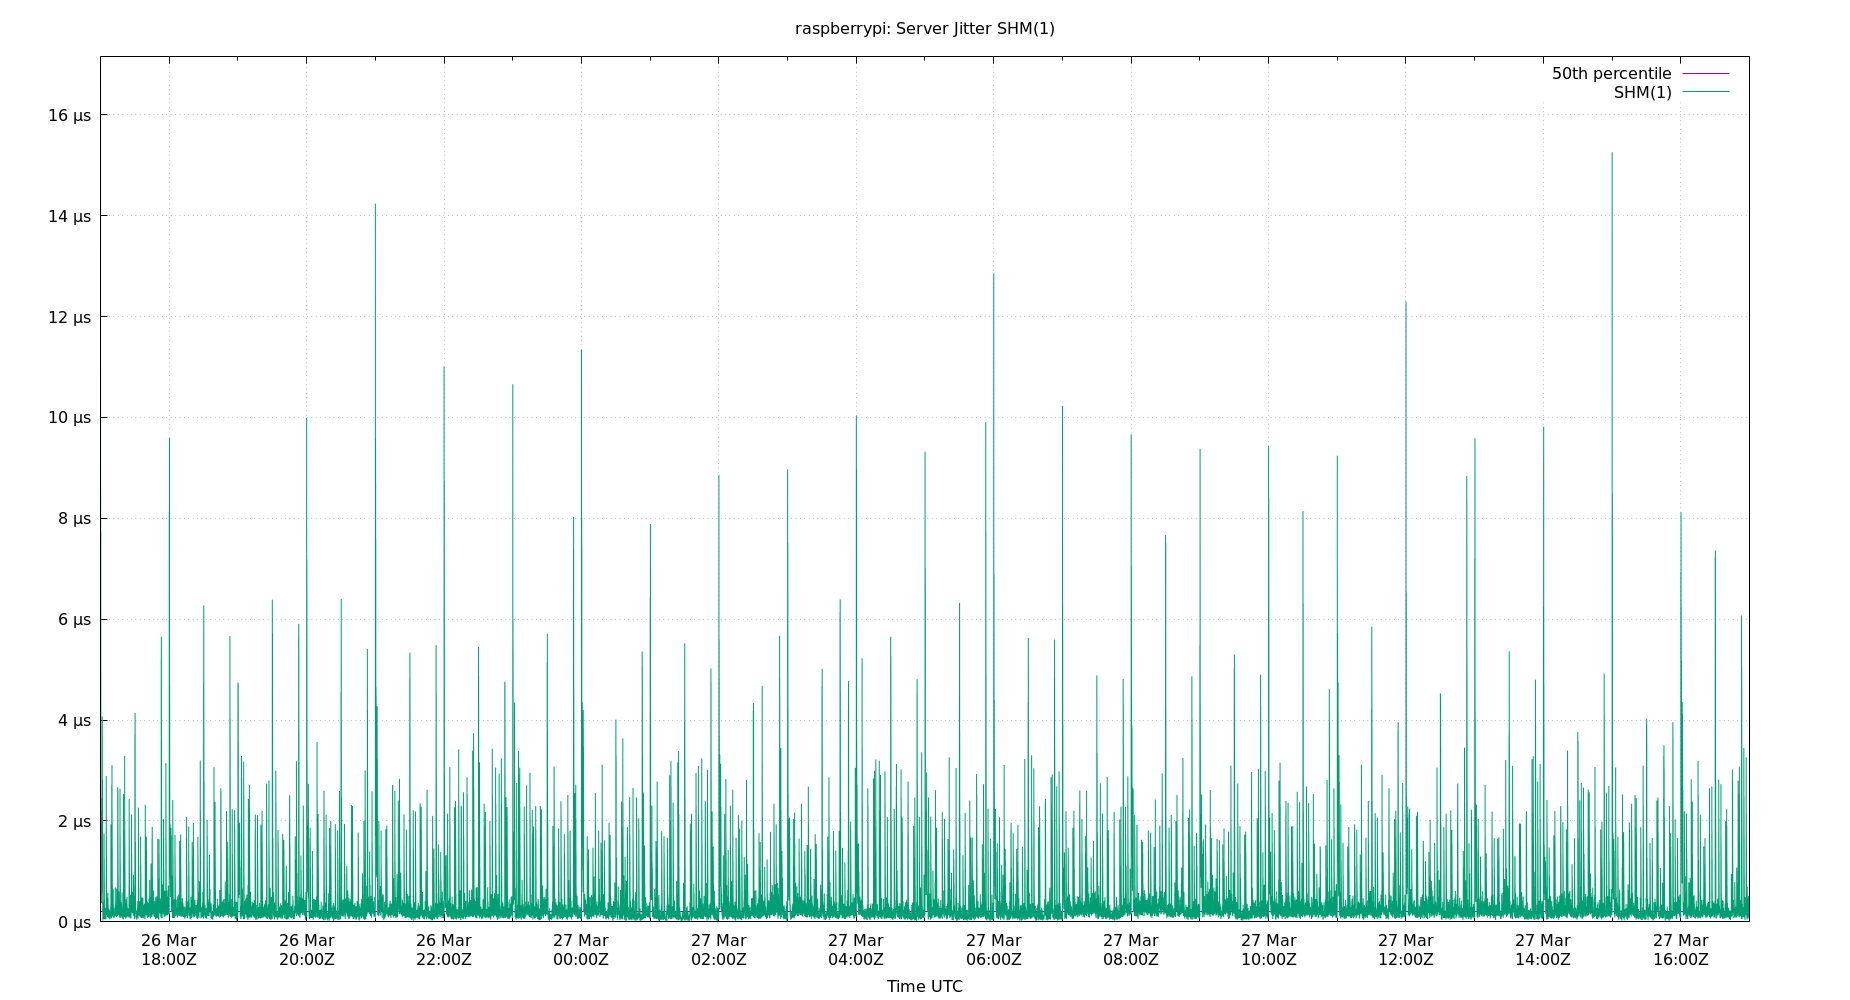 raspberrypi: Server Jitter SHM(1)
50th percentile
SHM(1)
16 µs
14 µs
12 µs
10 µs
8 µs
6 µs
4 µs
2 µs
0 µs
26 Mar 26 Mar 26 Mar 27 Mar 27 Mar 27 Mar 27 Mar 27 Mar 27 Mar 27 Mar 27 Mar 27 Mar
18:00Z 20:00Z 22:00Z 00:00Z 02:00Z 04:00Z 06:00Z 08:00Z 10:00Z 12:00Z 14:00Z 16:00Z
Time UTC